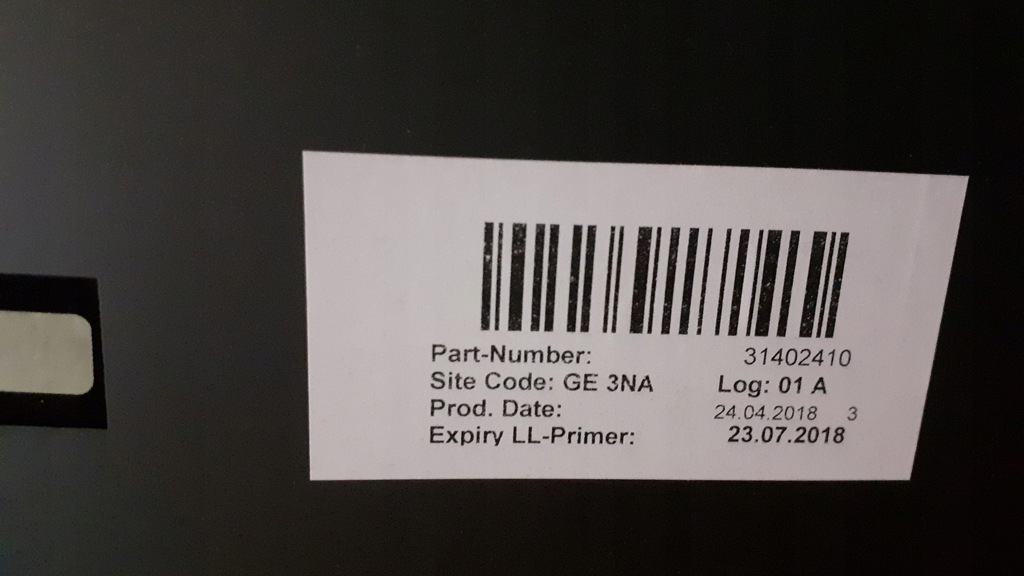 Part-Number: 31402410
Site Code: GE 3NA Log: 01 A
Prod. Date: 24.04.2018 3
Expiry LL-Primer: 23.07.2018